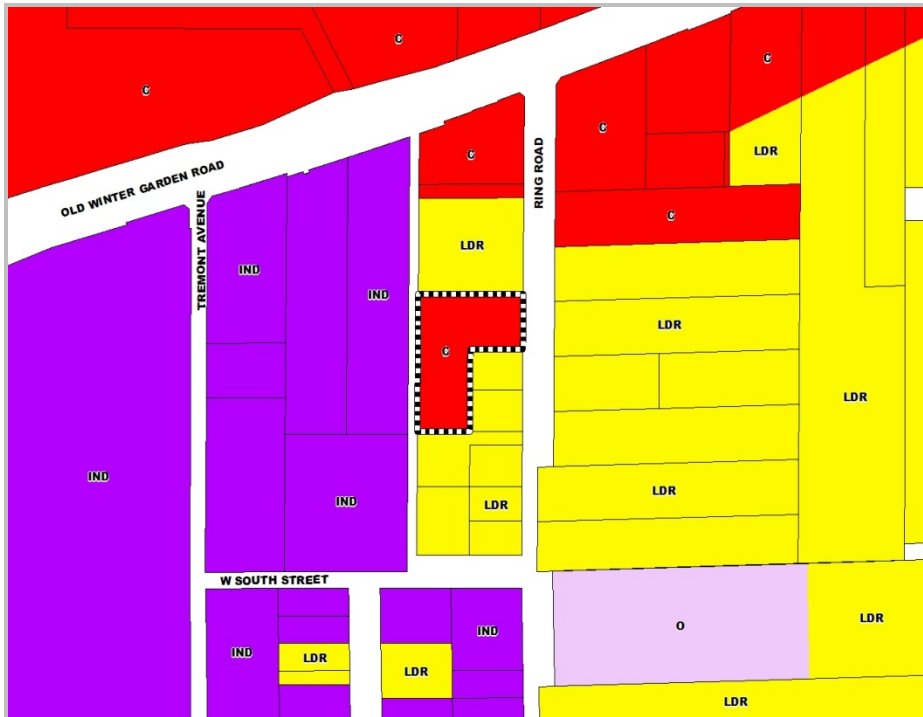 C
C
C
C
C
LDR
OLD WINTER GARDEN ROAD
RING ROAD
C
TREMONT AVENUE
LDR
IND
IND
LDR
C
LDR
IND
LDR
IND
LDR
W SOUTH STREET
LDR
O
IND
IND
LDR
LDR
LDR